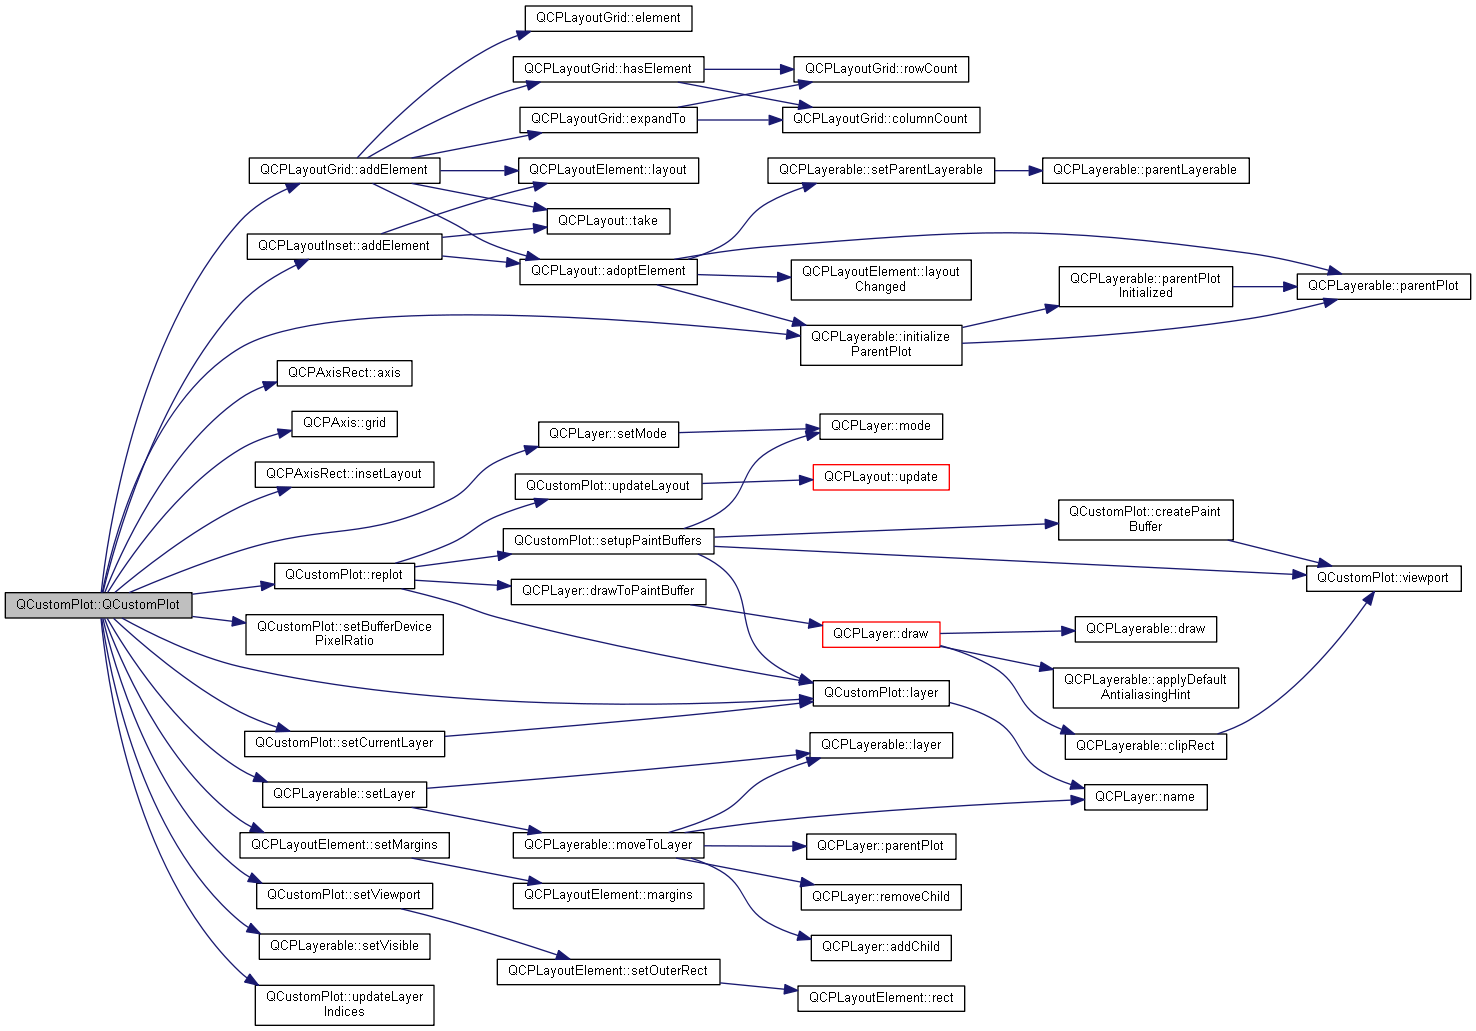 QCPLayoutGrid::element
QCPLayoutGrid::hasElement
QCPLayoutGrid::rowCount
QCPLayoutGrid::expandTo
QCPLayoutGrid::columnCount
QCPLayoutGrid::addElement
QCPLayoutElement::layout
QCPLayerable::setParentLayerable
QCPLayerable::parentLayerable
QCPLayout::take
QCPLayoutInset::addElement
QCPLayout::adoptElement
QCPLayoutElement::layout
Changed
QCPLayerable::parentPlot
Initialized
QCPLayerable::parentPlot
QCPLayerable::initialize
ParentPlot
QCPAxisRect::axis
QCPAxis::grid
QCPLayer::setMode
QCPLayer::mode
QCPAxisRect::insetLayout
QCustomPlot::updateLayout
QCPLayout::update
QCustomPlot::createPaint
Buffer
QCustomPlot::setupPaintBuffers
QCustomPlot::replot
QCustomPlot::viewport
QCPLayer::drawToPaintBuffer
QCustomPlot::QCustomPlot
QCustomPlot::setBufferDevice
PixelRatio
QCPLayer::draw
QCPLayerable::draw
QCPLayerable::applyDefault
AntialiasingHint
QCustomPlot::layer
QCustomPlot::setCurrentLayer
QCPLayerable::layer
QCPLayerable::clipRect
QCPLayerable::setLayer
QCPLayer::name
QCPLayoutElement::setMargins
QCPLayerable::moveToLayer
QCPLayer::parentPlot
QCustomPlot::setViewport
QCPLayoutElement::margins
QCPLayer::removeChild
QCPLayerable::setVisible
QCPLayer::addChild
QCPLayoutElement::setOuterRect
QCustomPlot::updateLayer
Indices
QCPLayoutElement::rect